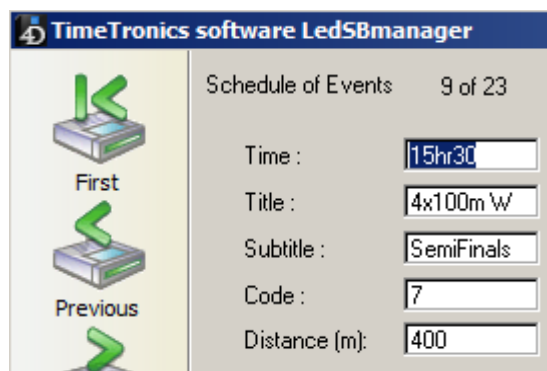 TimeTronics software LedSBmanager
Schedule of Events 9 of 23
First
Previous
Time : 15hr30
Title : 4x100m W
Subtitle : SemiFinals
Code : 7
Distance (m): 400